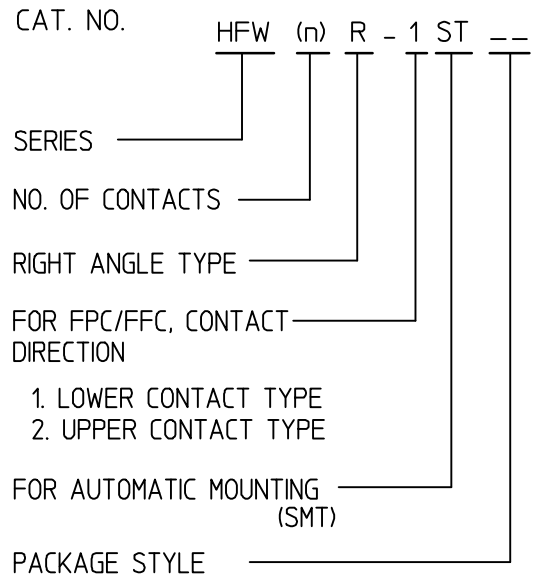 CAT. NO.
HFW (n) R - 1 ST __
SERIES
NO. OF CONTACTS
RIGHT ANGLE TYPE
FOR FPC/FFC, CONTACT
DIRECTION
1. LOWER CONTACT TYPE
2. UPPER CONTACT TYPE
FOR AUTOMATIC MOUNTING
(SMT)
PACKAGE STYLE